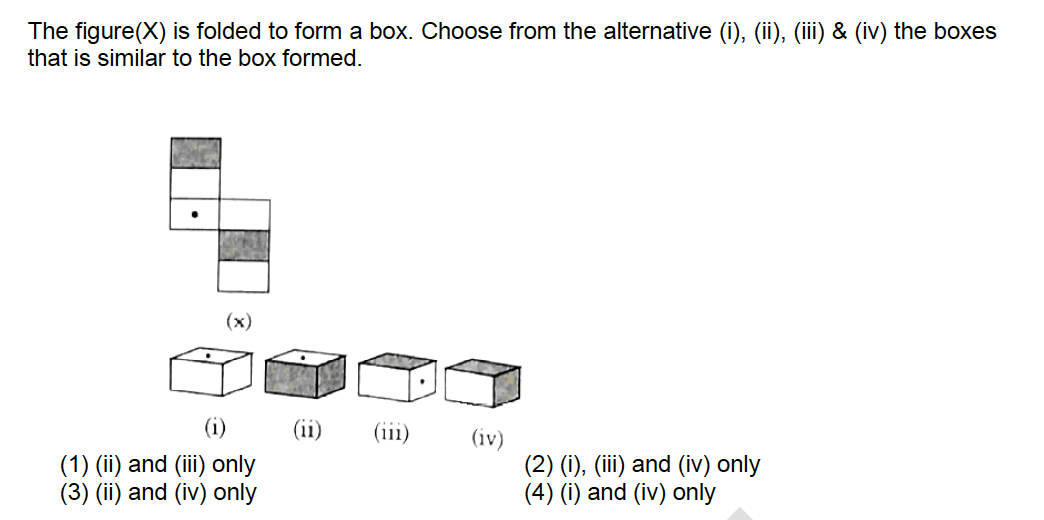 The figure(X) is folded to form a box. Choose from the alternative (i), (ii), (iii) & (iv) the boxes
that is similar to the box formed.
(x)
(i) (ii) (iii) (iv)
(1) (ii) and (iii) only (2) (i), (iii) and (iv) only
(3) (ii) and (iv) only (4) (i) and (iv) only